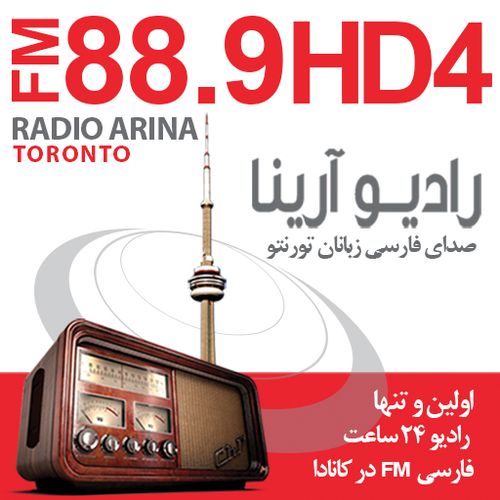 FM 88.9HD4
RADIO ARINA
TORONTO
رادیو آرینا
صدای فارسی زبانان تورنتو
اولین و تنها
رادیو ۲۴ ساعت
فارسی FM در کانادا